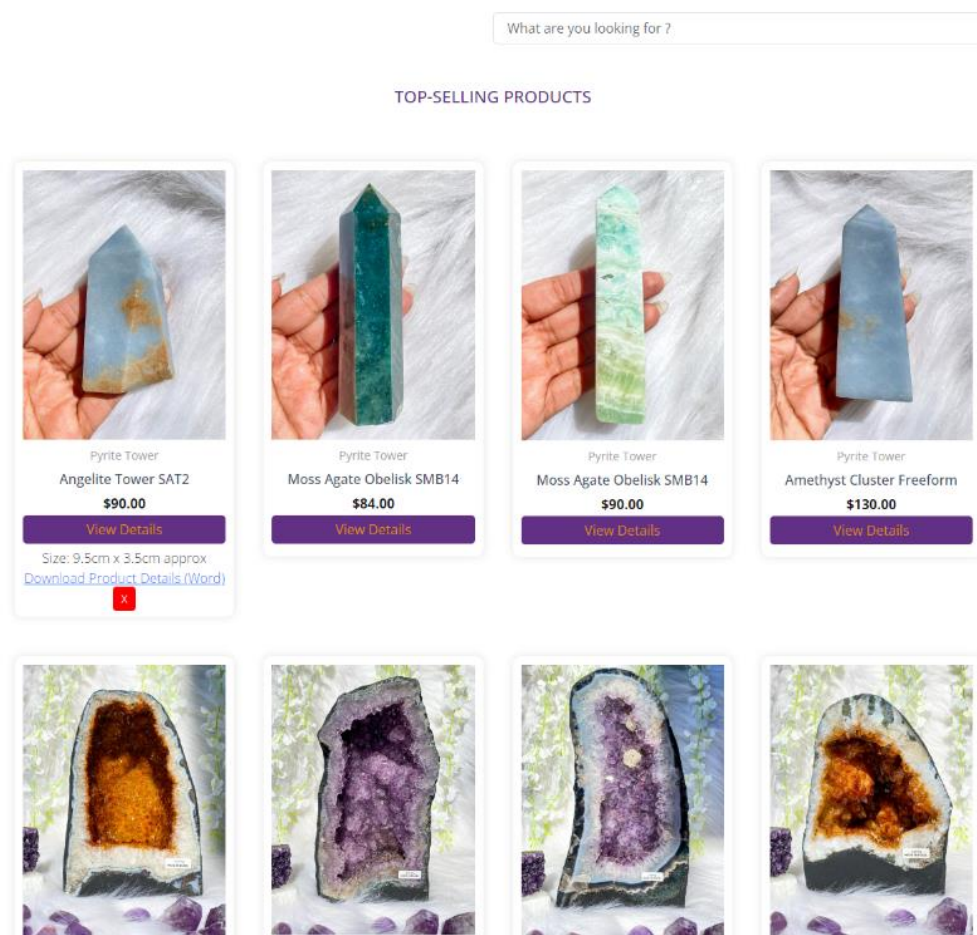 What are you looking for ?
TOP-SELLING PRODUCTS
Pyrite Tower
Angelite Tower SAT2
$90.00
View Details
Size: 9.5cm x 3.5cm approx
Download Product Details (Word)
X
Pyrite Tower
Moss Agate Obelisk SMB14
$84.00
View Details
Pyrite Tower
Moss Agate Obelisk SMB14
$90.00
View Details
Pyrite Tower
Amethyst Cluster Freeform
$130.00
View Details